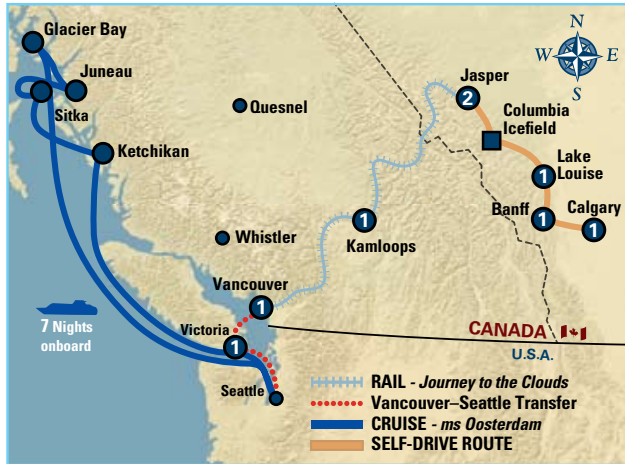 Glacier Bay
Juneau
Sitka
Ketchikan
Quesnel
Jasper
2
Columbia
Icefield
Lake
Louise
1
Banff
1
Calgary
1
Kamloops
1
Whistler
Vancouver
1
Victoria
1
Seattle
7 Nights
onboard
N
W E
S
CANADA
U.S.A.
RAIL - Journey to the Clouds
Vancouver–Seattle Transfer
CRUISE - ms Oosterdam
SELF-DRIVE ROUTE